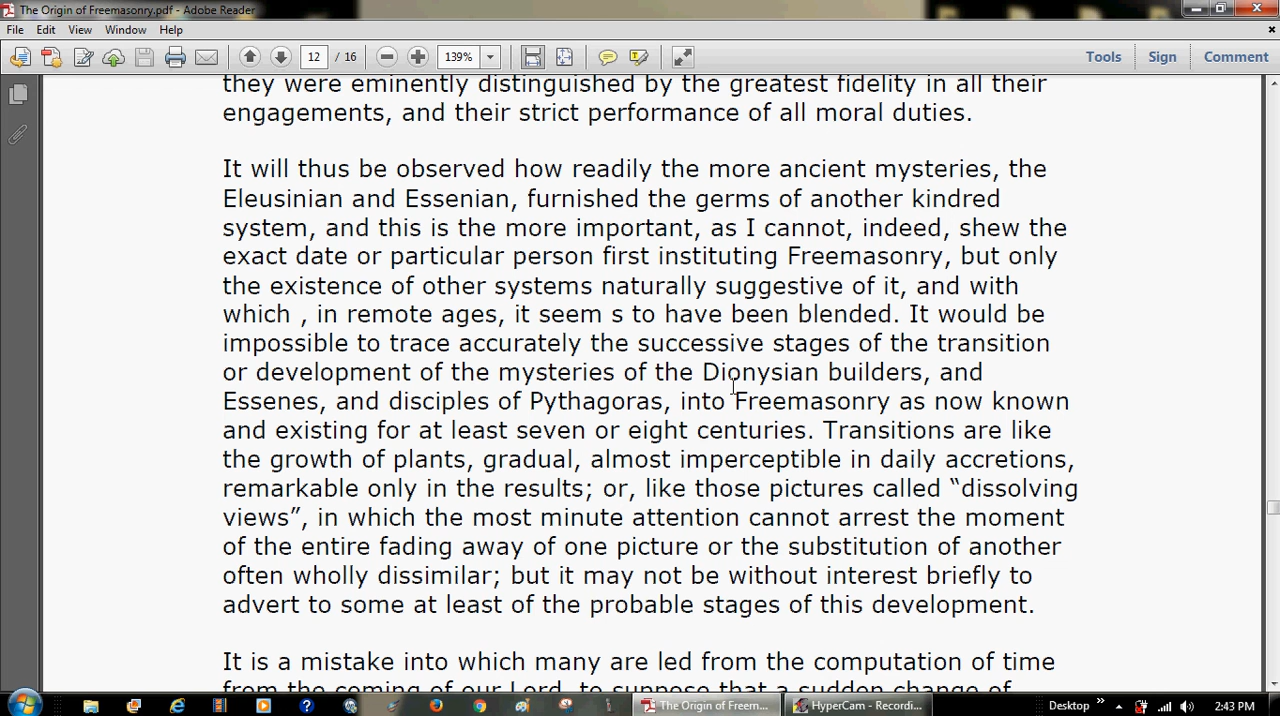 The Origin of Freemasonry.pdf - Adobe Reader
File Edit View Window Help
12 / 16 139% Tools Sign Comment
they were eminently distinguished by the greatest fidelity in all their
engagements, and their strict performance of all moral duties.
It will thus be observed how readily the more ancient mysteries, the
Eleusinian and Essenian, furnished the germs of another kindred
system, and this is the more important, as I cannot, indeed, shew the
exact date or particular person first instituting Freemasonry, but only
the existence of other systems naturally suggestive of it, and with
which , in remote ages, it seem s to have been blended. It would be
impossible to trace accurately the successive stages of the transition
or development of the mysteries of the Dionysian builders, and
Essenes, and disciples of Pythagoras, into Freemasonry as now known
and existing for at least seven or eight centuries. Transitions are like
the growth of plants, gradual, almost imperceptible in daily accretions,
remarkable only in the results; or, like those pictures called “dissolving
views”, in which the most minute attention cannot arrest the moment
of the entire fading away of one picture or the substitution of another
often wholly dissimilar; but it may not be without interest briefly to
advert to some at least of the probable stages of this development.
It is a mistake into which many are led from the computation of time
from the coming of our Lord, to suppose that a sudden change of
The Origin of Freem... HyperCam - Recordi... Desktop 2:43 PM